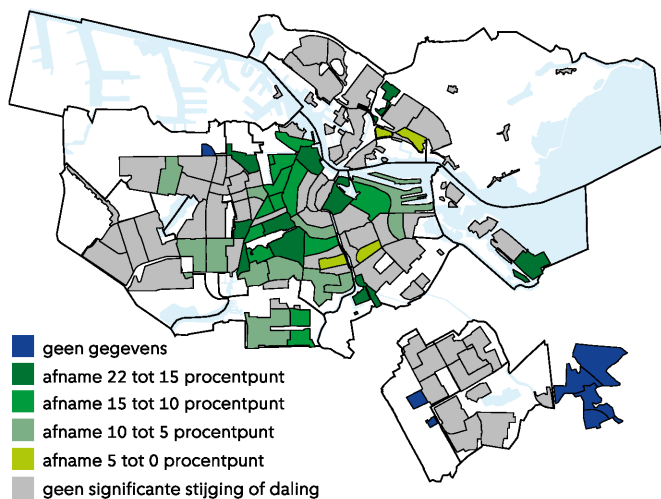 geen gegevens
afname 22 tot 15 procentpunt
afname 15 tot 10 procentpunt
afname 10 tot 5 procentpunt
afname 5 tot 0 procentpunt
geen significante stijging of daling